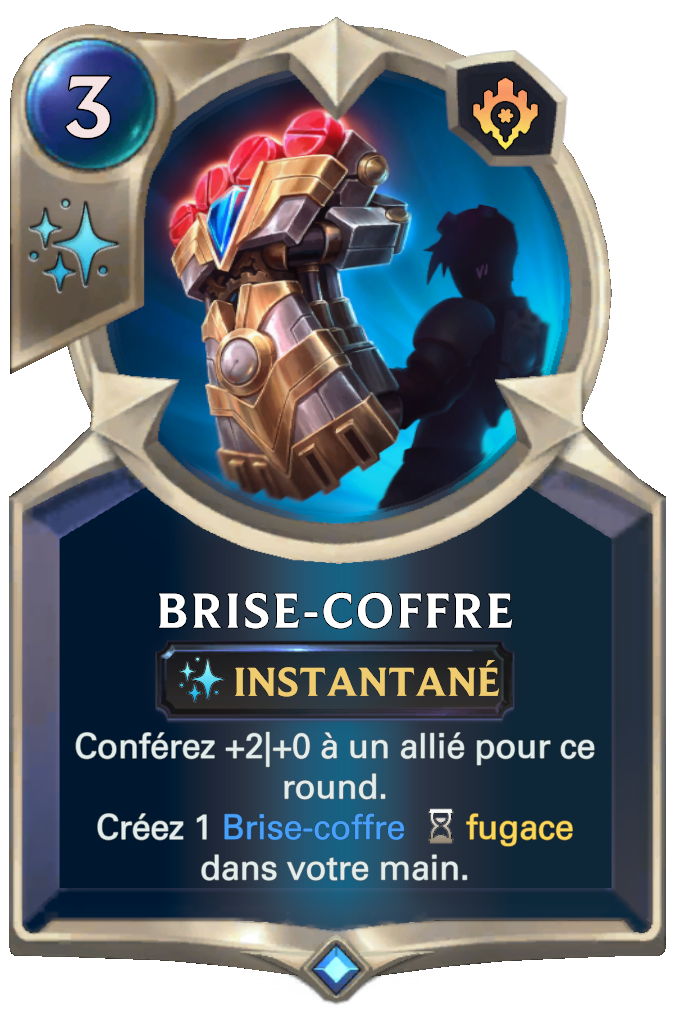 3
BRISE-COFFRE
INSTANTANÉ
Conférez +2|+0 à un allié pour ce
round.
Créez 1 Brise-coffre fugace
dans votre main.